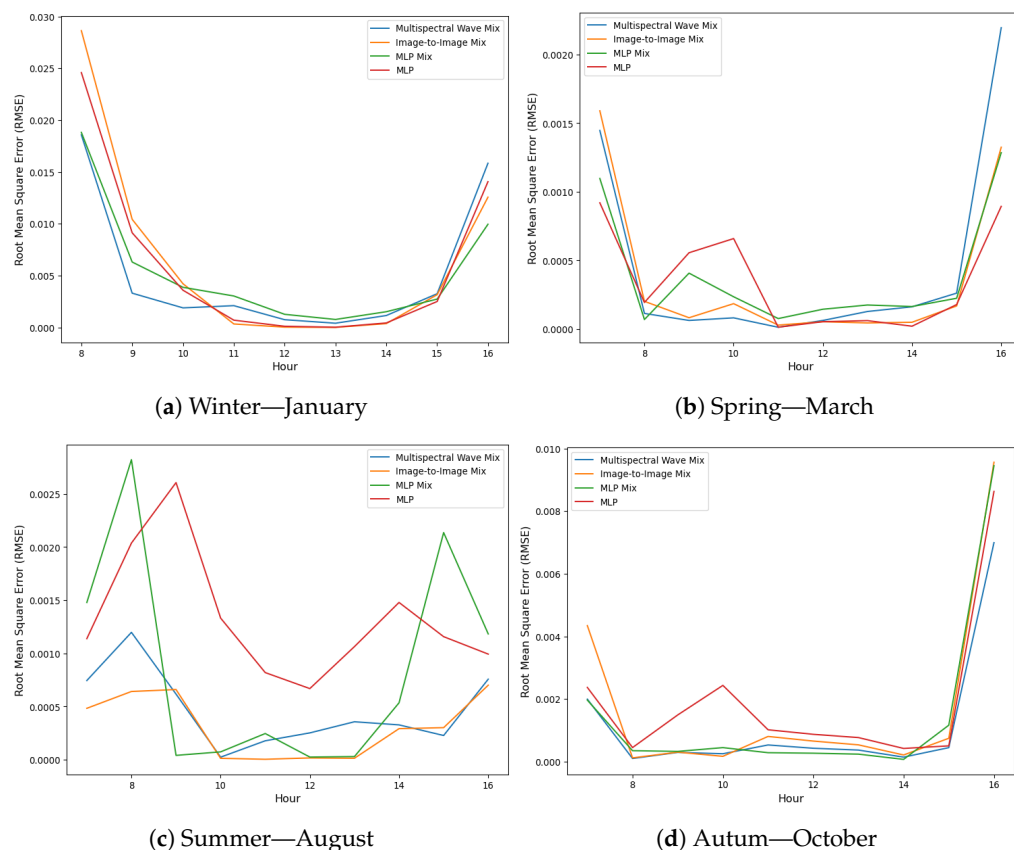 Root Mean Square Error (RMSE)
0.030
0.025
0.020
0.015
0.010
0.005
0.000
Multispectral Wave Mix
Image-to-Image Mix
MLP Mix
MLP
8 9 10 11 12 13 14 15 16
Hour
(a) Winter—January
Root Mean Square Error (RMSE)
0.0020
0.0015
0.0010
0.0005
0.0000
Multispectral Wave Mix
Image-to-Image Mix
MLP Mix
MLP
8 10 12 14 16
Hour
(b) Spring—March
Root Mean Square Error (RMSE)
0.0025
0.0020
0.0015
0.0010
0.0005
0.0000
Multispectral Wave Mix
Image-to-Image Mix
MLP Mix
MLP
8 10 12 14 16
Hour
(c) Summer—August
Root Mean Square Error (RMSE)
0.010
0.008
0.006
0.004
0.002
0.000
Multispectral Wave Mix
Image-to-Image Mix
MLP Mix
MLP
8 10 12 14 16
Hour
(d) Autum—October